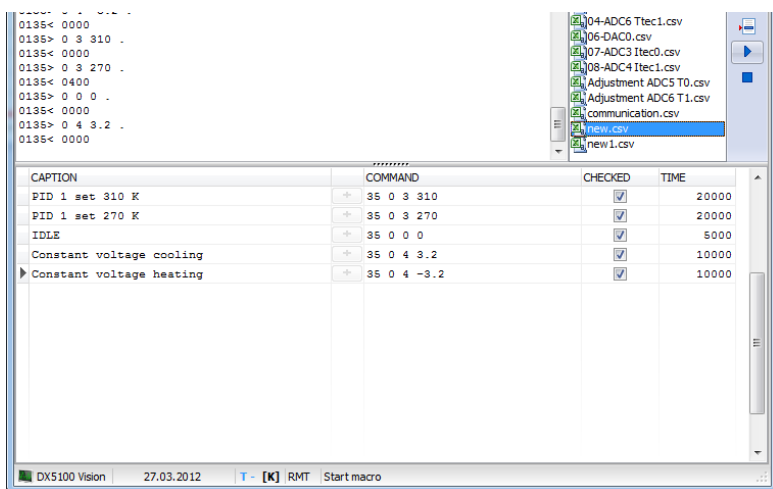 0135< 0000
0135> 0 3 310 .
0135< 0000
0135> 0 3 270 .
0135< 0400
0135> 0 0 0 .
0135< 0000
0135> 0 4 3.2 .
0135< 0000
04-ADC6 Ttec1.csv
06-DAC0.csv
07-ADC3 Itec0.csv
08-ADC4 Itec1.csv
Adjustment ADC5 T0.csv
Adjustment ADC6 T1.csv
communication.csv
new.csv
new1.csv
CAPTION COMMAND CHECKED TIME
PID 1 set 310 K + 35 0 3 310 20000
PID 1 set 270 K + 35 0 3 270 20000
IDLE + 35 0 0 0 5000
Constant voltage cooling + 35 0 4 3.2 10000
Constant voltage heating + 35 0 4 -3.2 10000
DX5100 Vision 27.03.2012 T - [K] RMT Start macro